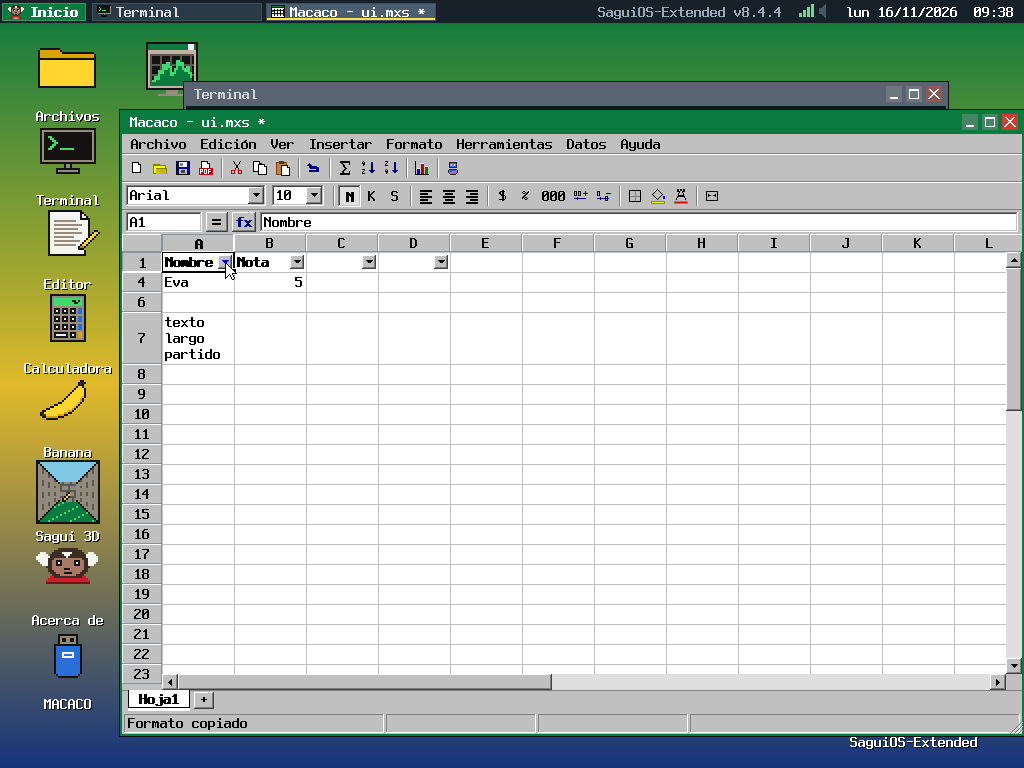 Inicio
Terminal
Macaco - ui.mxs *
SaguiOS-Extended v8.4.4
lun 16/11/2026
09:38
Archivos
Terminal
Editor
Calculadora
Banana
Sagui 3D
Acerca de
MACACO
Terminal
Macaco - ui.mxs *
Archivo Edición Ver Insertar Formato Herramientas Datos Ayuda
PDF
Arial 10 N K S $ % 000
A1 = fx Nombre
A B C D E F G H I J K L
1 Nombre Nota
4 Eva 5
6
7 texto
largo
partido
8
9
10
11
12
13
14
15
16
17
18
19
20
21
22
23
Hoja1 +
Formato copiado
SaguiOS-Extended